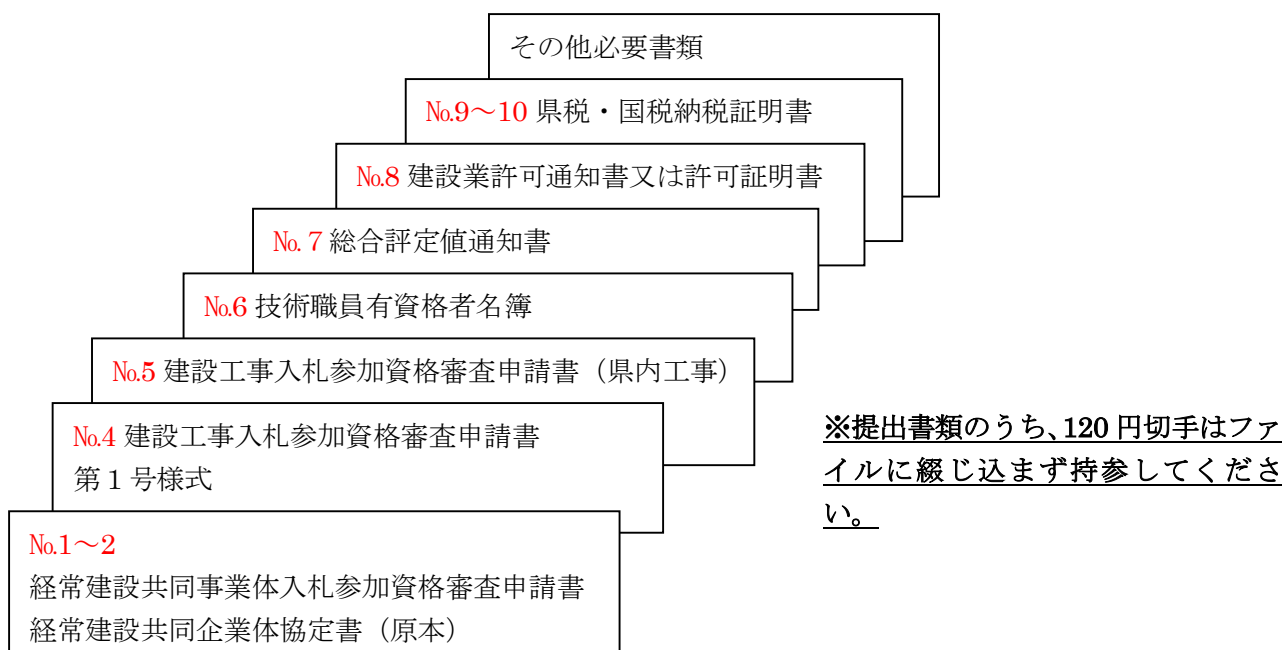 その他必要書類
№9～10 県税・国税納税証明書
№8 建設業許可通知書又は許可証明書
№７総合評定値通知書
№6 技術職員有資格者名簿
№5 建設工事入札参加資格審査申請書（県内工事）
№4 建設工事入札参加資格審査申請書
第１号様式
※提出書類のうち、120 円切手はファ
イルに綴じ込まず持参してくださ
い。
№1～2
経常建設共同事業体入札参加資格審査申請書
経常建設共同企業体協定書（原本）